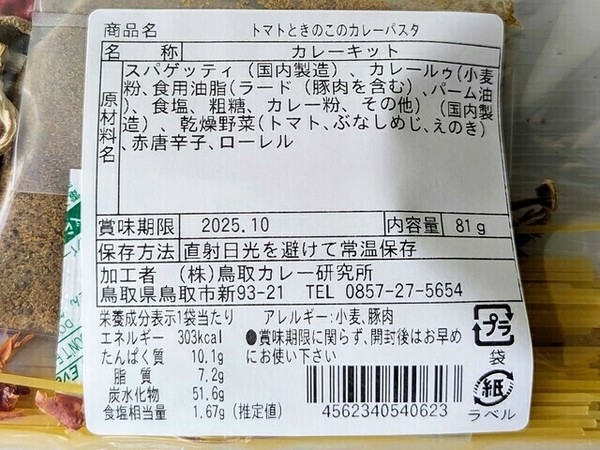 商品名 トマトときのこのカレーパスタ
名 称 カレーキット
原材料名 スパゲッティ(国内製造)、カレールゥ(小麦
粉、食用油脂(ラード(豚肉を含む)、パーム油
)、食塩、粗糖、カレー粉、その他)(国内製
造)、乾燥野菜(トマト、ぶなしめじ、えのき)
、赤唐辛子、ローレル
賞味期限 2025.10 内容量 81g
保存方法 直射日光を避けて常温保存
加工者 (株)鳥取カレー研究所
鳥取県鳥取市新93-21 TEL 0857-27-5654
栄養成分表示1袋当たり アレルギー:小麦、豚肉
エネルギー 303kcal ●賞味期限に関らず、開封後はお早め
たんぱく質 10.1g にお使い下さい
脂 質 7.2g
炭水化物 51.6g
食塩相当量 1.67g (推定値)
4562340540623
プラ
袋
紙
ラベル